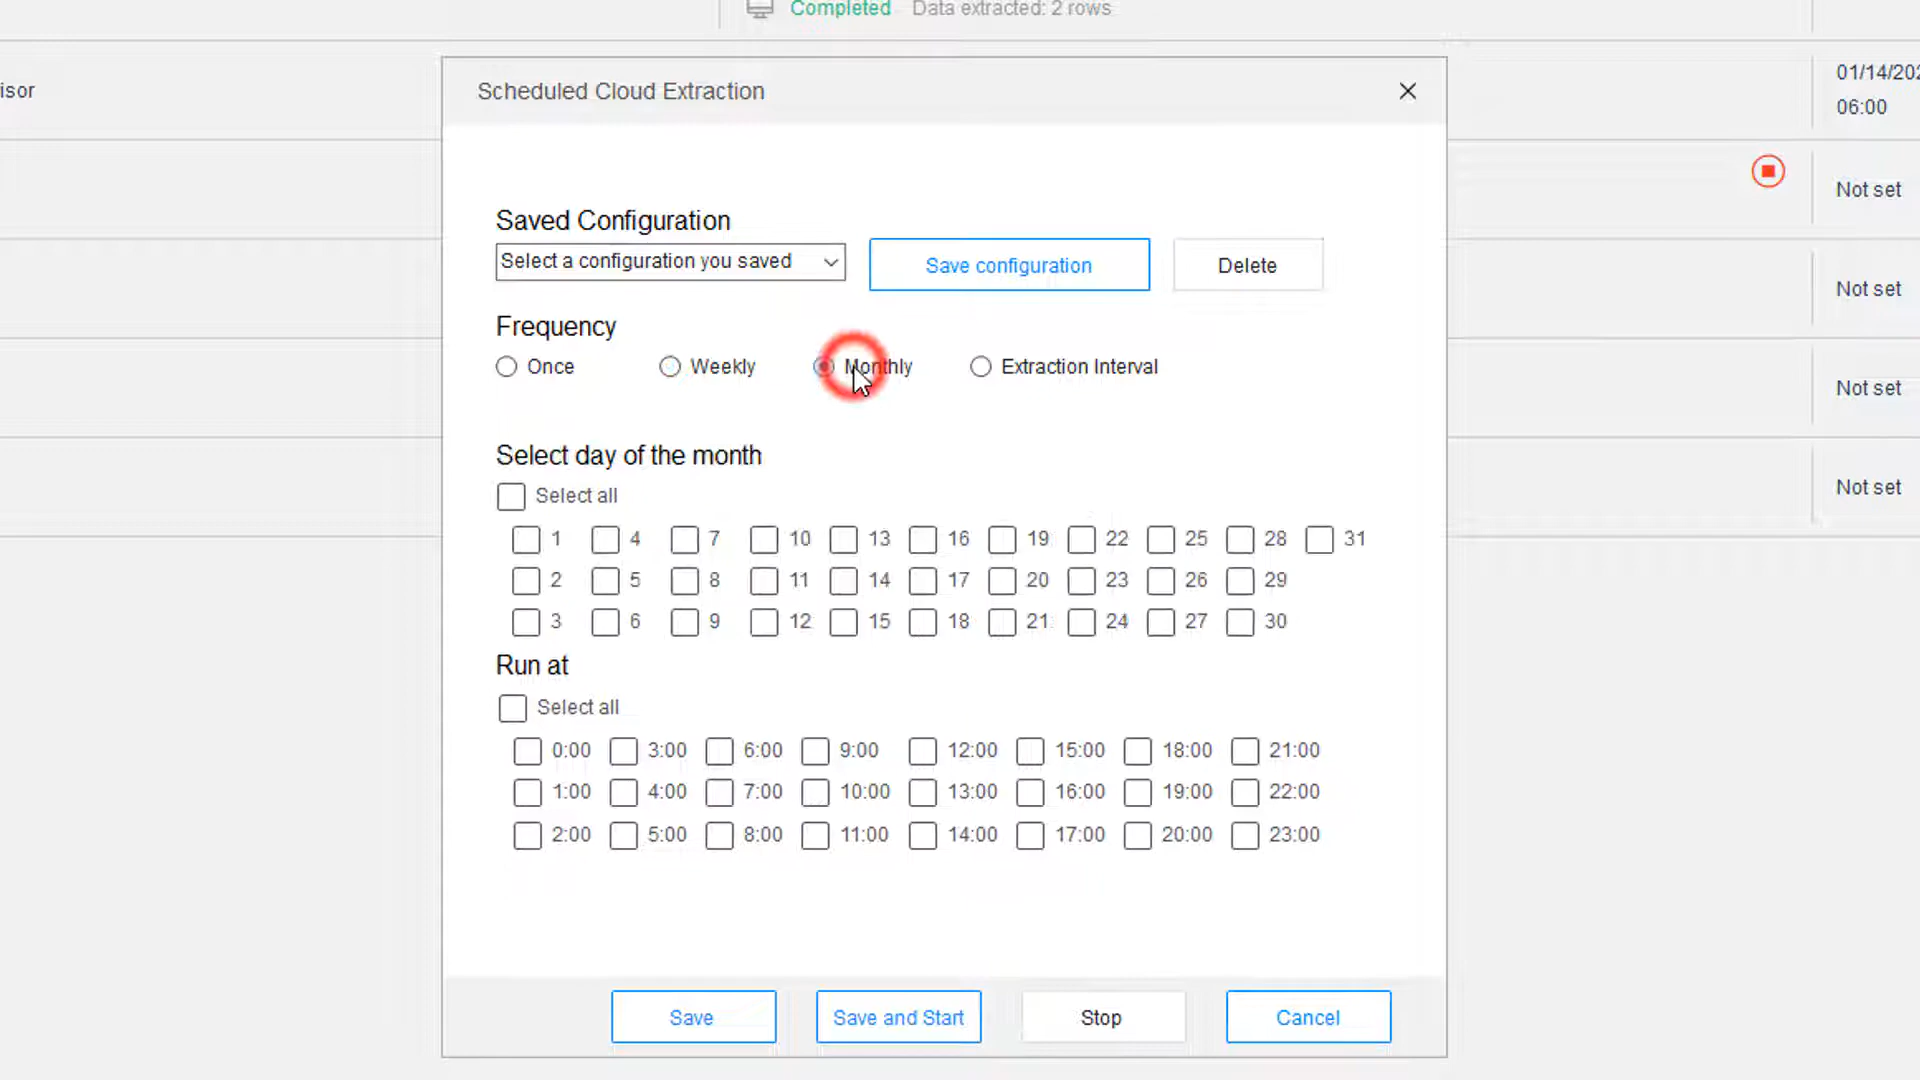 Completed Data extracted: 2 rows
Scheduled Cloud Extraction
isor
01/14/202
06:00
Saved Configuration
Select a configuration you saved
Save configuration
Delete
Not set
Frequency
Once Weekly Monthly Extraction Interval
Not set
Not set
Select day of the month
Select all
Not set
1 4 7 10 13 16 19 22 25 28 31
2 5 8 11 14 17 20 23 26 29
3 6 9 12 15 18 21 24 27 30
Run at
Select all
0:00 3:00 6:00 9:00 12:00 15:00 18:00 21:00
1:00 4:00 7:00 10:00 13:00 16:00 19:00 22:00
2:00 5:00 8:00 11:00 14:00 17:00 20:00 23:00
Save Save and Start Stop Cancel